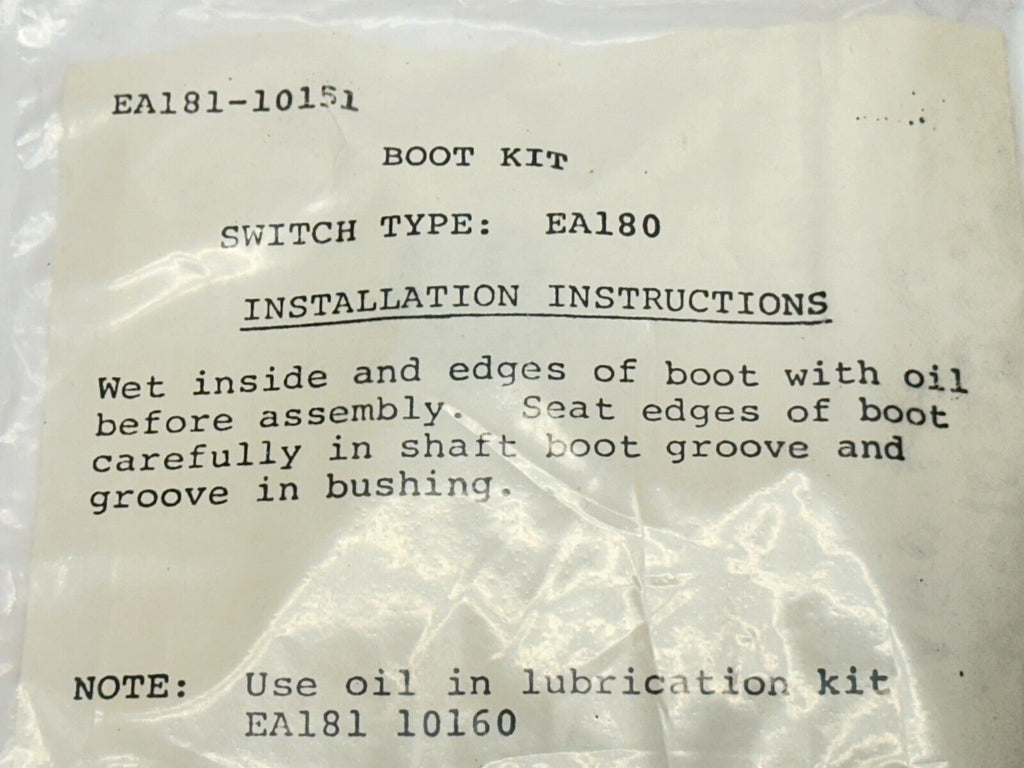 EA181-10151
BOOT KIT
SWITCH TYPE: EA180
INSTALLATION INSTRUCTIONS
Wet inside and edges of boot with oil
before assembly. Seat edges of boot
carefully in shaft boot groove and
groove in bushing.
NOTE: Use oil in lubrication kit
EA181 10160